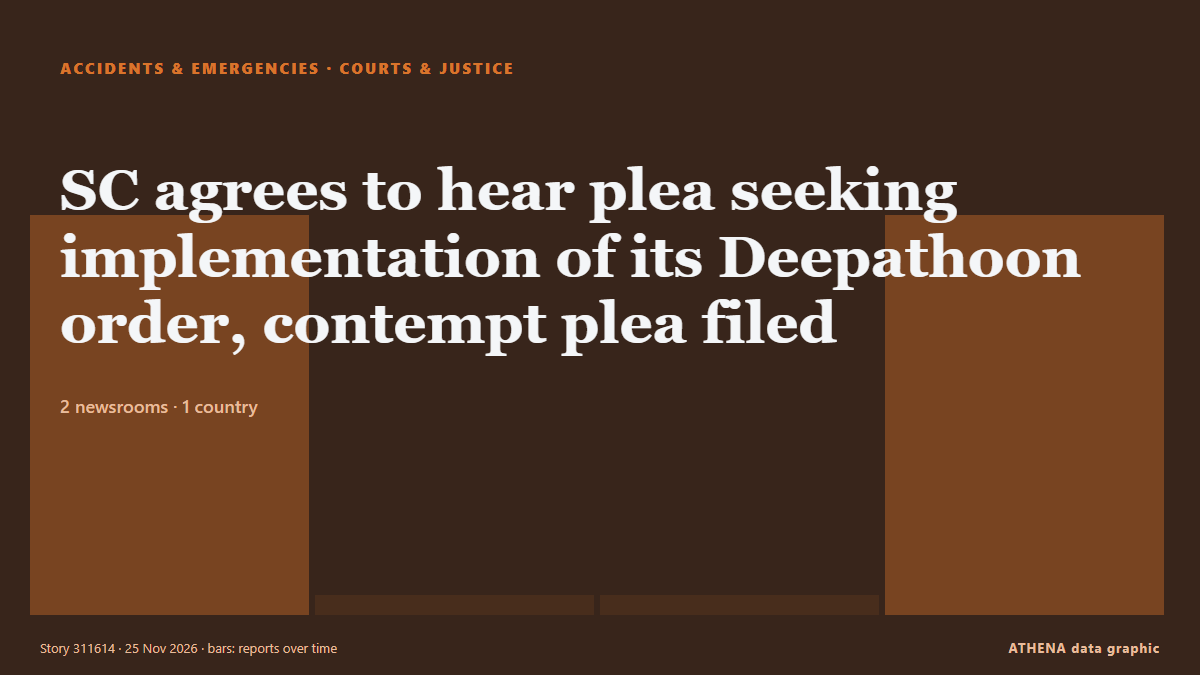 ACCIDENTS & EMERGENCIES · COURTS & JUSTICE
SC agrees to hear plea seeking
implementation of its Deepathoon
order, contempt plea filed
2 newsrooms · 1 country
Story 311614 · 25 Nov 2026 · bars: reports over time
ATHENA data graphic